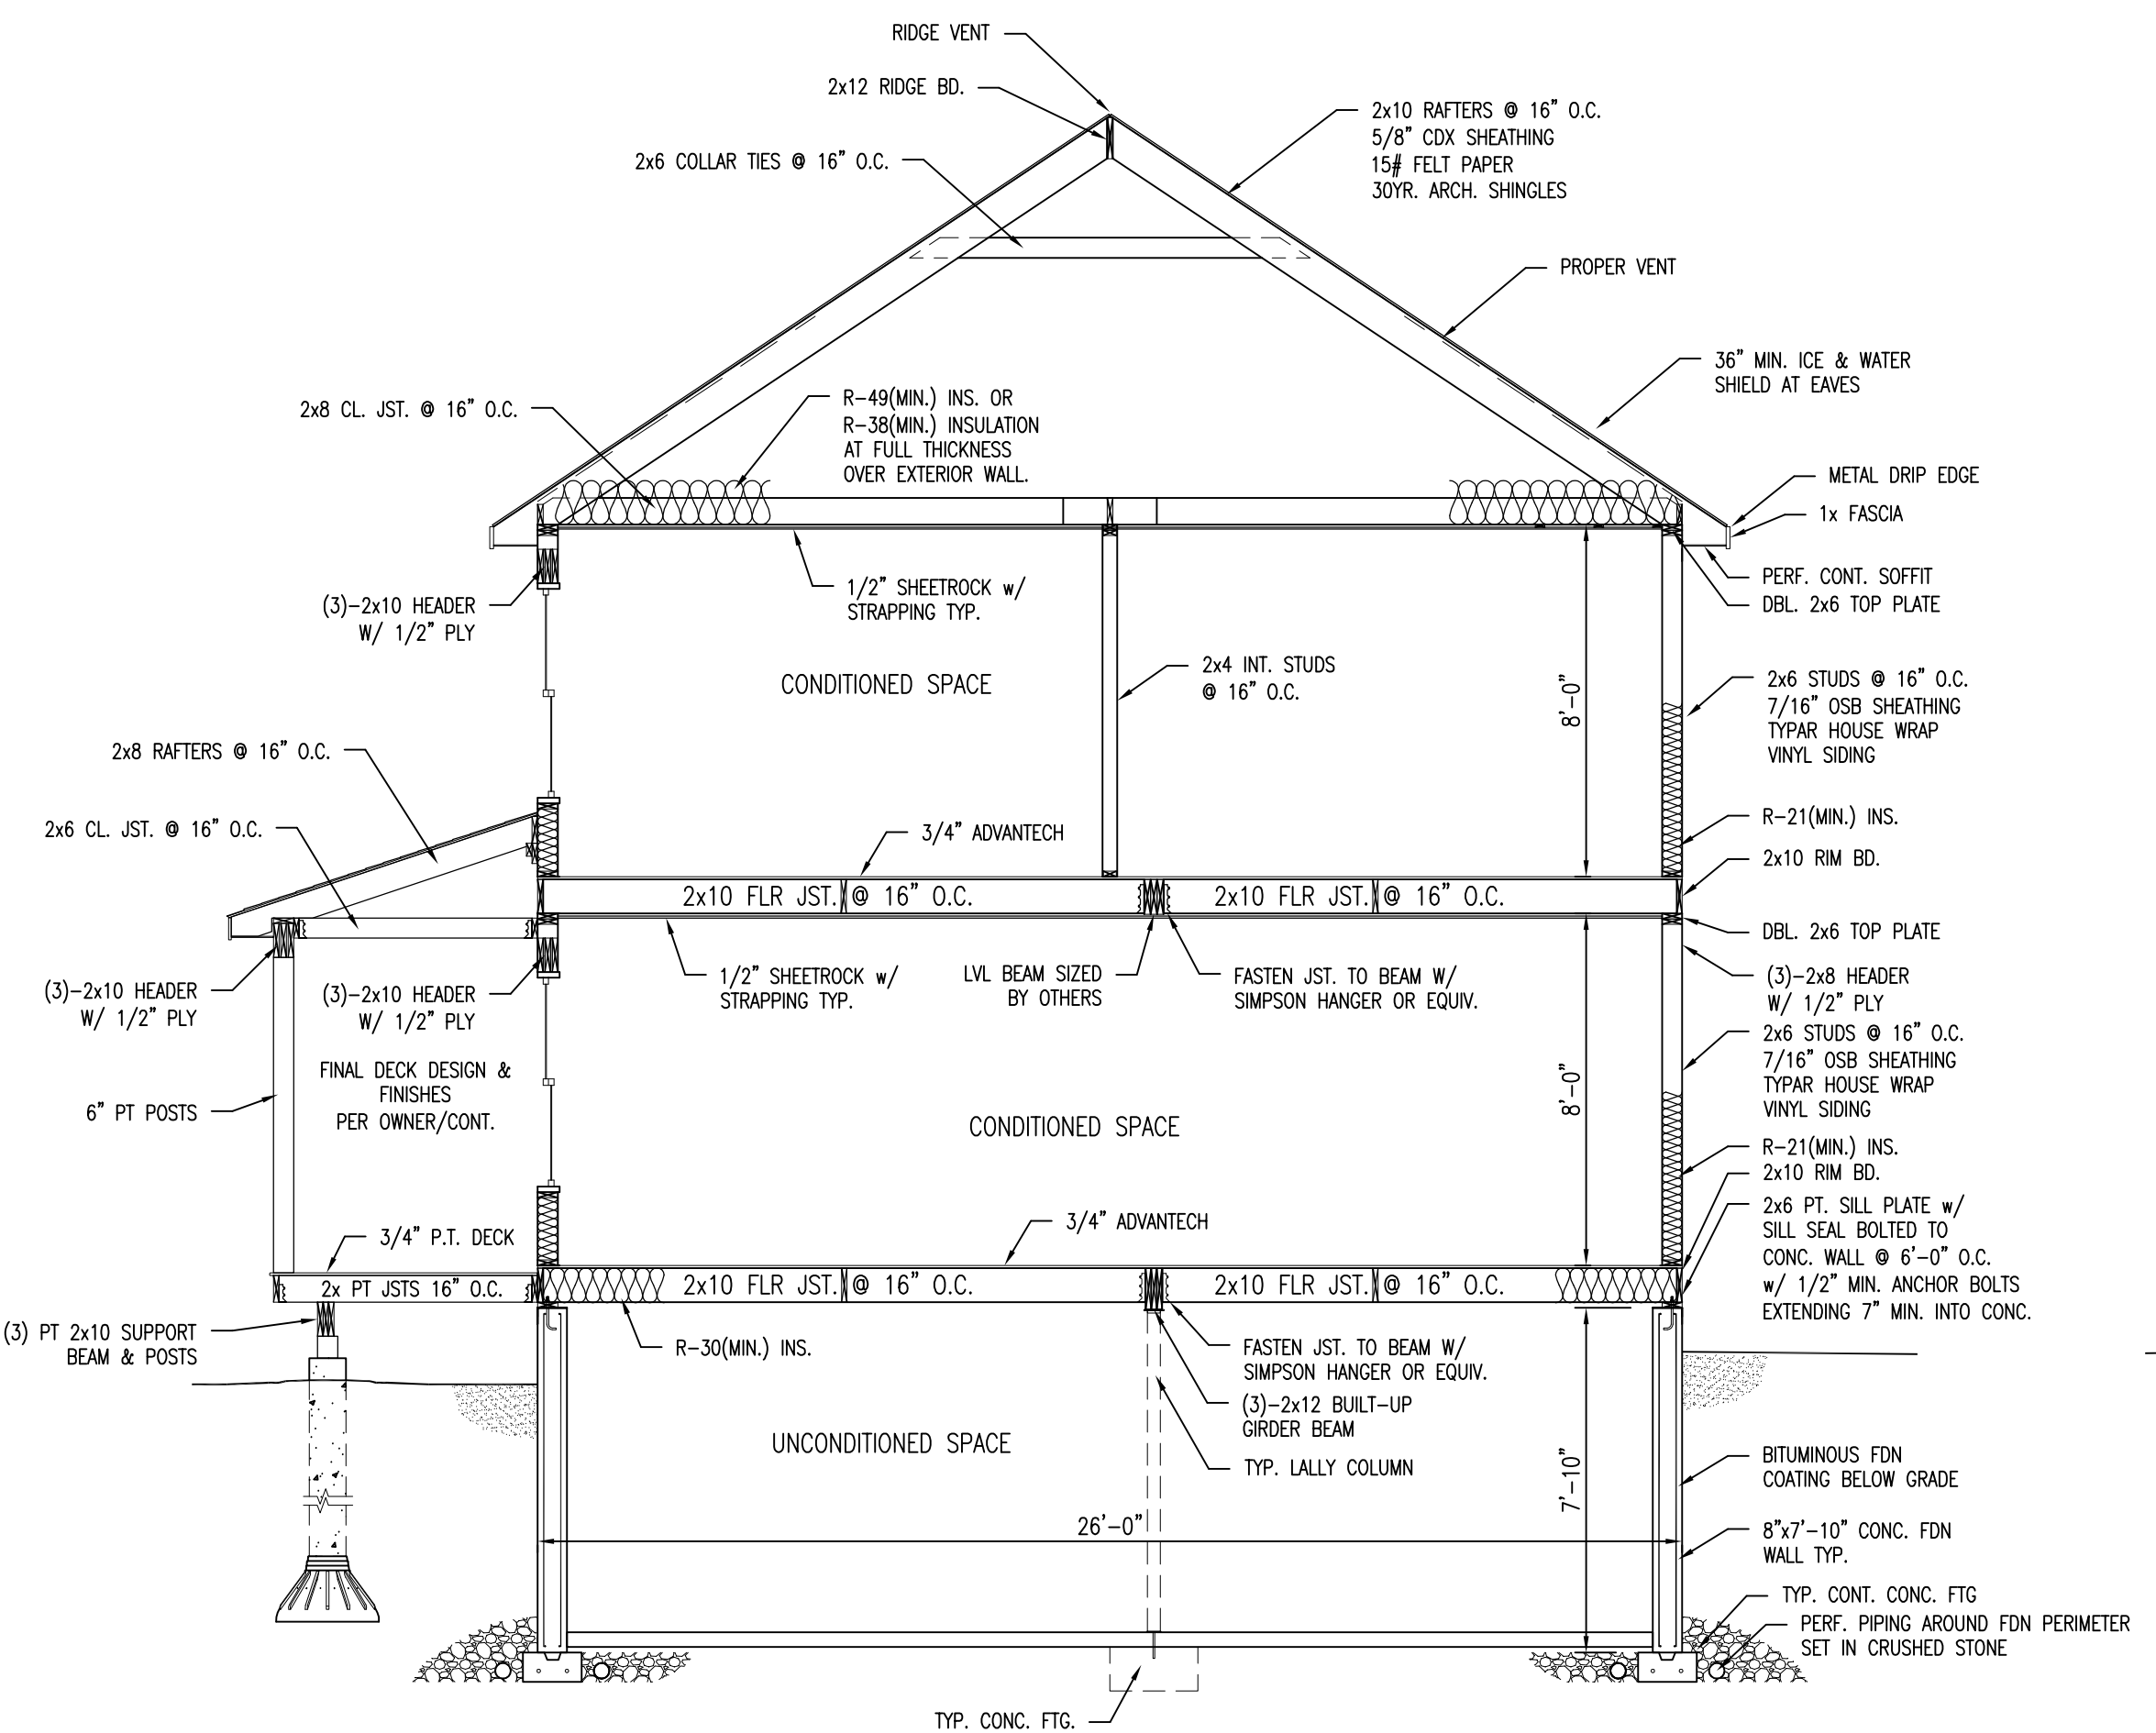 RIDGE VENT
2x12 RIDGE BD.
2x6 COLLAR TIES @ 16" O.C.
2x10 RAFTERS @ 16" O.C.
5/8" CDX SHEATHING
15# FELT PAPER
30YR. ARCH. SHINGLES
PROPER VENT
36" MIN. ICE & WATER
SHIELD AT EAVES
2x8 CL. JST. @ 16" O.C.
R-49(MIN.) INS. OR
R-38(MIN.) INSULATION
AT FULL THICKNESS
OVER EXTERIOR WALL.
METAL DRIP EDGE
1x FASCIA
PERF. CONT. SOFFIT
DBL. 2x6 TOP PLATE
(3)-2x10 HEADER
W/ 1/2" PLY
1/2" SHEETROCK w/
STRAPPING TYP.
CONDITIONED SPACE
2x4 INT. STUDS
@ 16" O.C.
8'-0"
2x6 STUDS @ 16" O.C.
7/16" OSB SHEATHING
TYPAR HOUSE WRAP
VINYL SIDING
2x8 RAFTERS @ 16" O.C.
2x6 CL. JST. @ 16" O.C.
3/4" ADVANTECH
R-21(MIN.) INS.
2x10 RIM BD.
2x10 FLR JST. @ 16" O.C.
2x10 FLR JST. @ 16" O.C.
DBL. 2x6 TOP PLATE
(3)-2x10 HEADER
W/ 1/2" PLY
(3)-2x10 HEADER
W/ 1/2" PLY
1/2" SHEETROCK w/
STRAPPING TYP.
LVL BEAM SIZED
BY OTHERS
FASTEN JST. TO BEAM W/
SIMPSON HANGER OR EQUIV.
(3)-2x8 HEADER
W/ 1/2" PLY
2x6 STUDS @ 16" O.C.
7/16" OSB SHEATHING
TYPAR HOUSE WRAP
VINYL SIDING
FINAL DECK DESIGN &
FINISHES
PER OWNER/CONT.
6" PT POSTS
CONDITIONED SPACE
8'-0"
R-21(MIN.) INS.
2x10 RIM BD.
2x6 PT. SILL PLATE w/
SILL SEAL BOLTED TO
CONC. WALL @ 6'-0" O.C.
w/ 1/2" MIN. ANCHOR BOLTS
EXTENDING 7" MIN. INTO CONC.
3/4" P.T. DECK
3/4" ADVANTECH
2x PT JSTS 16" O.C.
2x10 FLR JST. @ 16" O.C.
2x10 FLR JST. @ 16" O.C.
(3) PT 2x10 SUPPORT
BEAM & POSTS
R-30(MIN.) INS.
FASTEN JST. TO BEAM W/
SIMPSON HANGER OR EQUIV.
(3)-2x12 BUILT-UP
GIRDER BEAM
TYP. LALLY COLUMN
UNCONDITIONED SPACE
7'-10"
26'-0"
BITUMINOUS FDN
COATING BELOW GRADE
8"x7'-10" CONC. FDN
WALL TYP.
TYP. CONT. CONC. FTG
PERF. PIPING AROUND FDN PERIMETER
SET IN CRUSHED STONE
TYP. CONC. FTG.